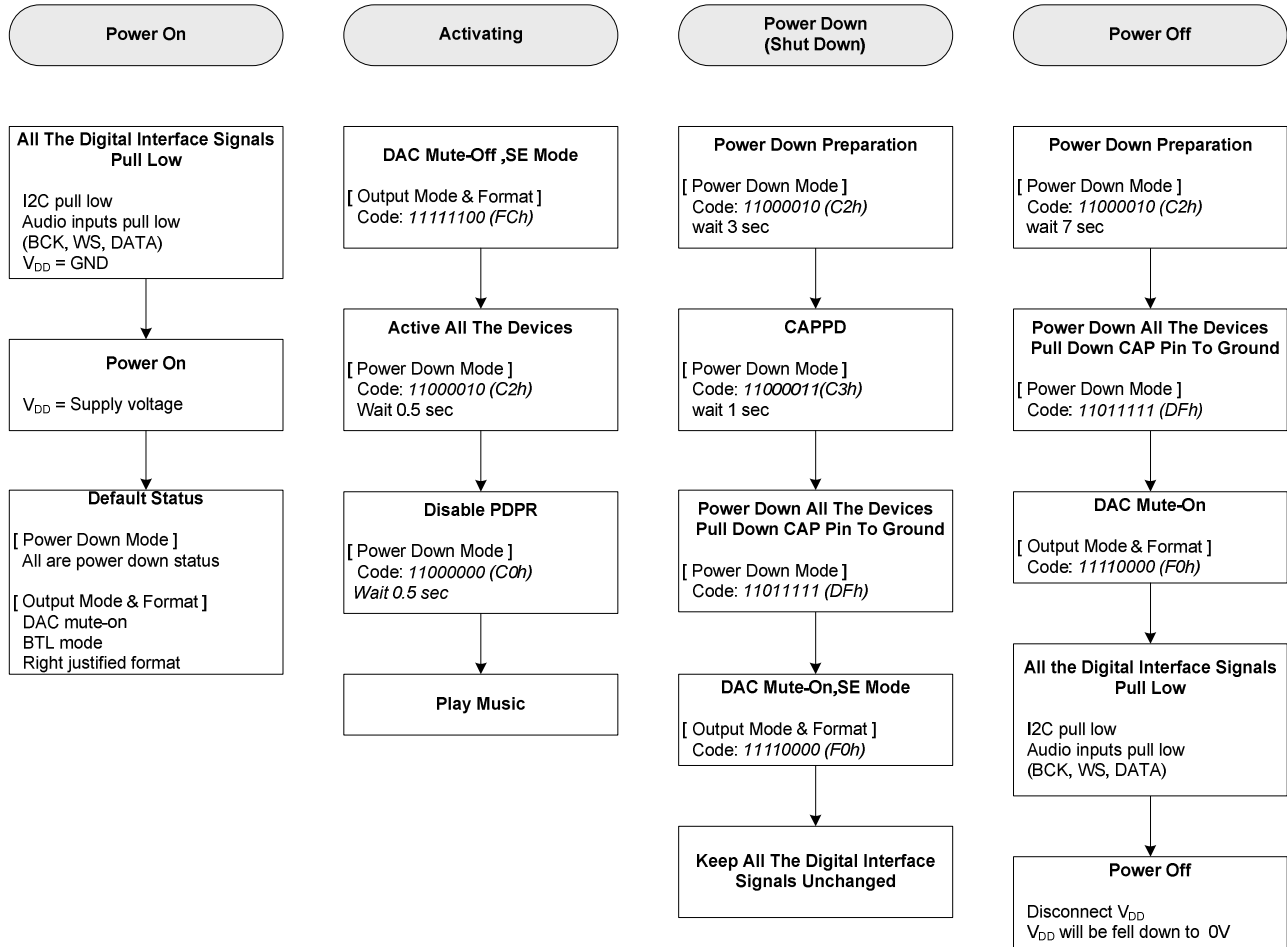 Power On
All The Digital Interface Signals
Pull Low
I2C pull low
Audio inputs pull low
(BCK, WS, DATA)
VDD = GND
Power On
VDD = Supply voltage
Default Status
[ Power Down Mode ]
All are power down status
[ Output Mode & Format ]
DAC mute-on
BTL mode
Right justified format
Activating
DAC Mute-Off ,SE Mode
[ Output Mode & Format ]
Code: 11111100 (FCh)
Active All The Devices
[ Power Down Mode ]
Code: 11000010 (C2h)
Wait 0.5 sec
Disable PDPR
[ Power Down Mode ]
Code: 11000000 (C0h)
Wait 0.5 sec
Play Music
Power Down
(Shut Down)
Power Down Preparation
[ Power Down Mode ]
Code: 11000010 (C2h)
wait 3 sec
CAPPD
[ Power Down Mode ]
Code: 11000011(C3h)
wait 1 sec
Power Down All The Devices
Pull Down CAP Pin To Ground
[ Power Down Mode ]
Code: 11011111 (DFh)
DAC Mute-On,SE Mode
[ Output Mode & Format ]
Code: 11110000 (F0h)
Keep All The Digital Interface
Signals Unchanged
Power Off
Power Down Preparation
[ Power Down Mode ]
Code: 11000010 (C2h)
wait 7 sec
Power Down All The Devices
Pull Down CAP Pin To Ground
[ Power Down Mode ]
Code: 11011111 (DFh)
DAC Mute-On
[ Output Mode & Format ]
Code: 11110000 (F0h)
All the Digital Interface Signals
Pull Low
I2C pull low
Audio inputs pull low
(BCK, WS, DATA)
Power Off
Disconnect VDD
VDD will be fell down to 0V